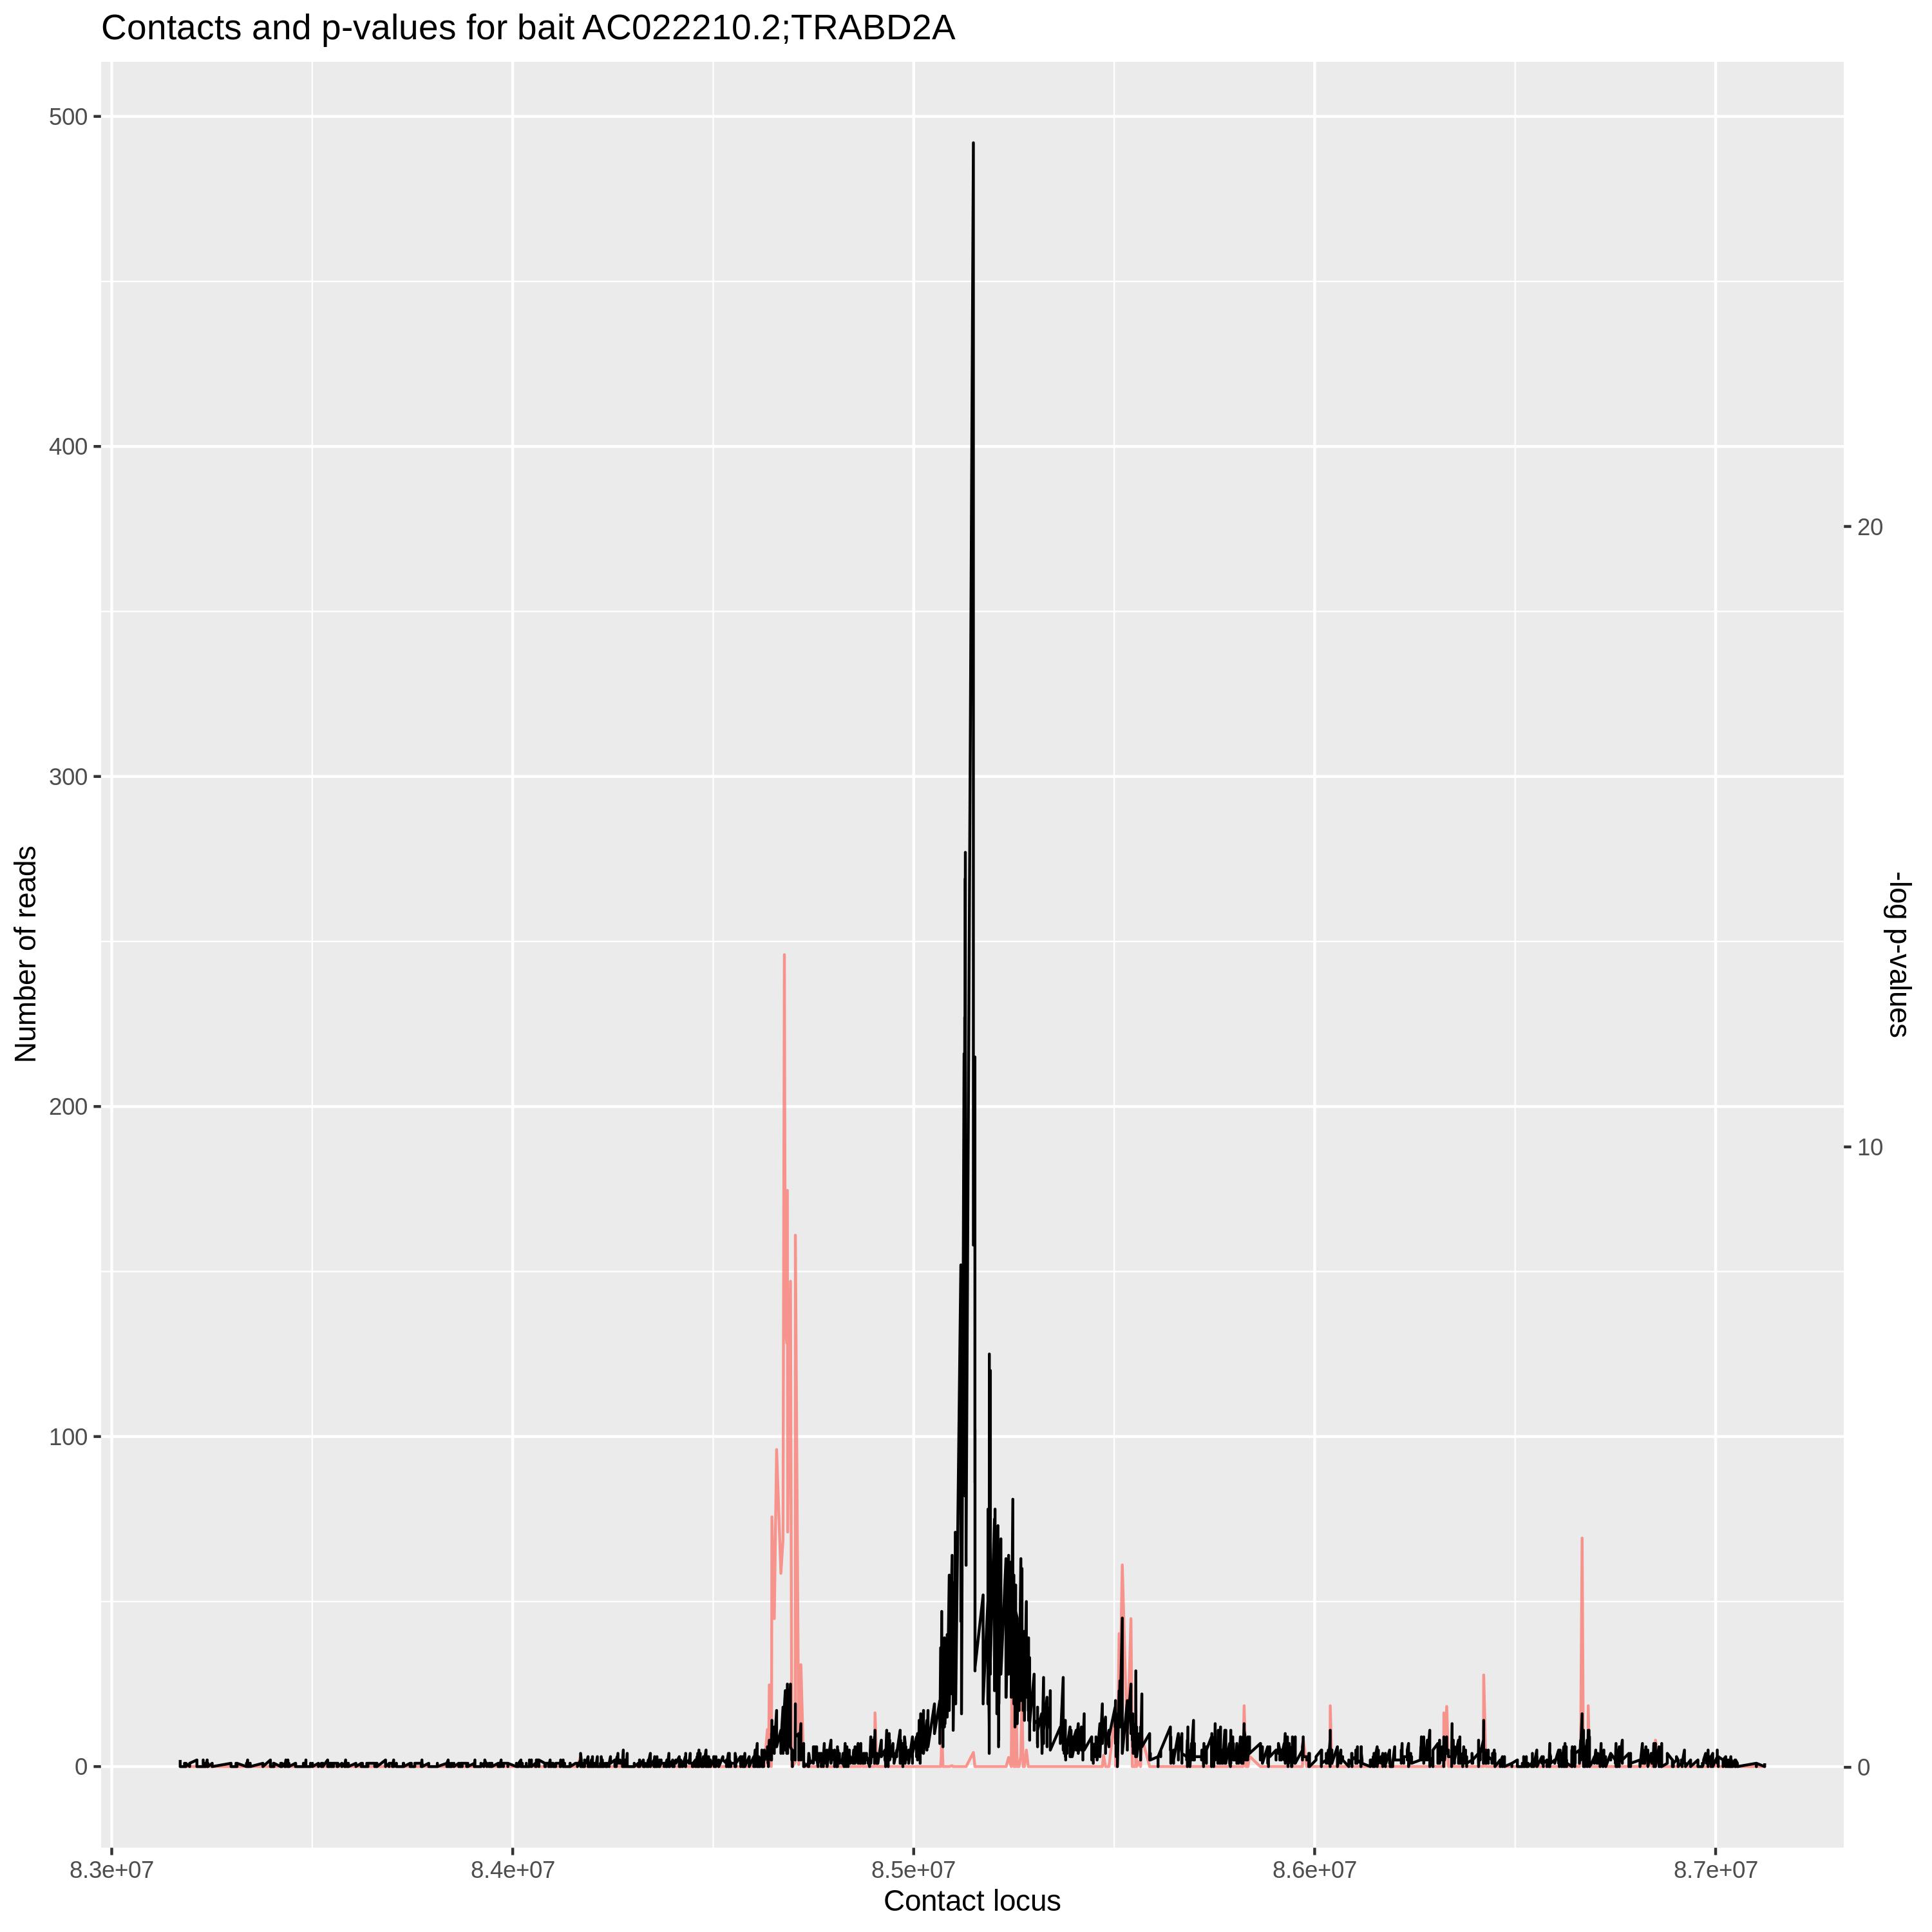 Contacts and p-values for bait AC022210.2;TRABD2A
500
400
300
200
100
0
Number of reads
20
10
0
-log p-values
8.3e+07
8.4e+07
8.5e+07
8.6e+07
8.7e+07
Contact locus